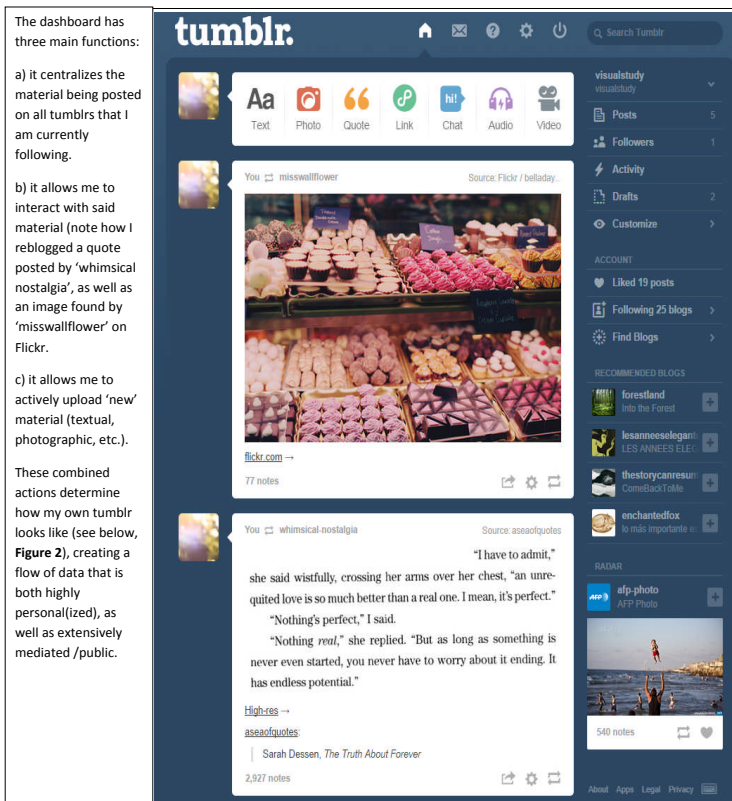 The dashboard has
three main functions:
a) it centralizes the
material being posted
on all tumblrs that I
am currently
following.
b) it allows me to
interact with said
material (note how I
reblogged a quote
posted by ‘whimsical
nostalgia’, as well as
an image found by
‘misswallflower’ on
Flickr.
c) it allows me to
actively upload ‘new’
material (textual,
photographic, etc.).
These combined
actions determine
how my own tumblr
looks like (see below,
Figure 2), creating a
flow of data that is
both highly
personal(ized), as
well as extensively
mediated /public.
tumblr.
Search Tumblr
Aa
hi!
Text Photo Quote Link Chat Audio Video
You misswallflower Source: Flickr / belladay...
flickr.com →
77 notes
You whimsical-nostalgia Source: aseaofquotes
“I have to admit,”
she said wistfully, crossing her arms over her chest, “an unre-
quited love is so much better than a real one. I mean, it’s perfect.”
“Nothing’s perfect,” I said.
“Nothing real,” she replied. “But as long as something is
never even started, you never have to worry about it ending. It
has endless potential.”
High-res →
aseaofquotes:
Sarah Dessen, The Truth About Forever
2,927 notes
visualstudy
visualstudy
Posts 5
Followers 1
Activity
Drafts 2
Customize
ACCOUNT
Liked 19 posts
Following 25 blogs
Find Blogs
RECOMMENDED BLOGS
forestland
Into the Forest
lesanneeselegant
LES ANNEES ELEG
thestorycanresum
ComeBackToMe
enchantedfox
lo más importante es
RADAR
AFP
afp-photo
AFP Photo
540 notes
About Apps Legal Privacy